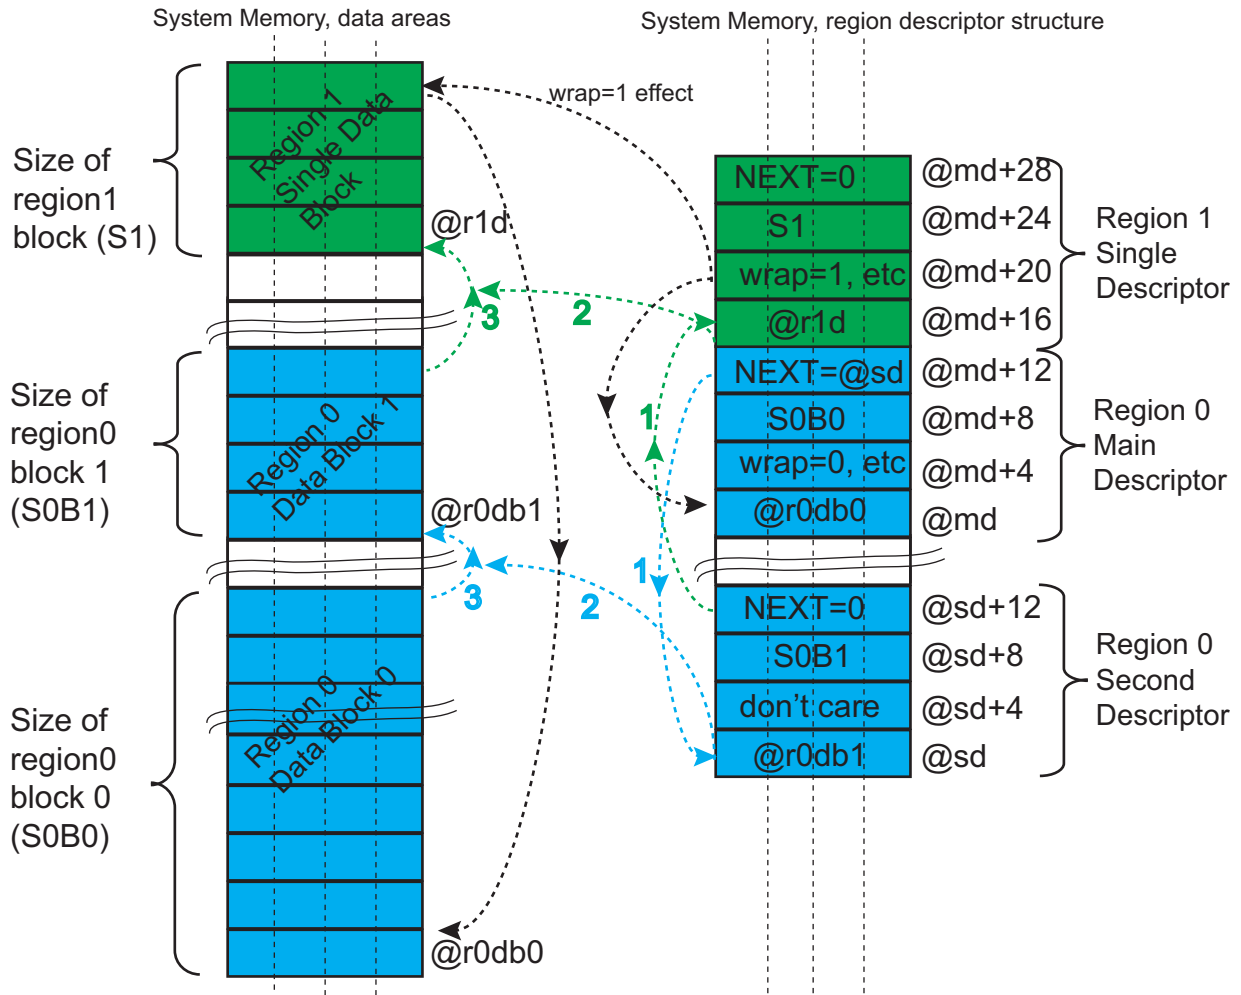 System Memory, data areas
System Memory, region descriptor structure
wrap=1 effect
Size of
region1
block (S1)
Region 1
Single Data
Block
@r1d
3
2
1
Size of
region0
block 1
(S0B1)
Region 0
Data Block 1
@r0db1
3
2
1
Size of
region0
block 0
(S0B0)
Region 0
Data Block 0
@r0db0
NEXT=0
@md+28
S1
@md+24
wrap=1, etc
@md+20
@r1d
@md+16
Region 1
Single
Descriptor
NEXT=@sd
@md+12
S0B0
@md+8
wrap=0, etc
@md+4
@r0db0
@md
Region 0
Main
Descriptor
NEXT=0
@sd+12
S0B1
@sd+8
don't care
@sd+4
@r0db1
@sd
Region 0
Second
Descriptor